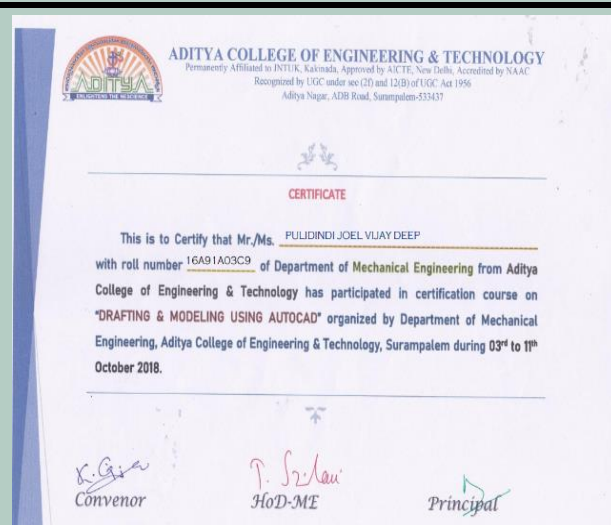 ADITYA COLLEGE OF ENGINEERING & TECHNOLOGY
Permanently Affiliated to JNTUK, Kakinada, Approved by AICTE, New Delhi, Accredited by NAAC
Recognized by UGC under sec (2f) and 12(B) of UGC Act 1956
Aditya Nagar, ADB Road, Surampalem-533437
ADITYA
ENLIGHTENS THE NESCIENCE
CERTIFICATE
This is to Certify that Mr./Ms. PULIDINDI JOEL VIJAY DEEP
with roll number 16A91A03C9 of Department of Mechanical Engineering from Aditya
College of Engineering & Technology has participated in certification course on
"DRAFTING & MODELING USING AUTOCAD" organized by Department of Mechanical
Engineering, Aditya College of Engineering & Technology, Surampalem during 03rd to 11th
October 2018.
Convenor
HoD-ME
Principal